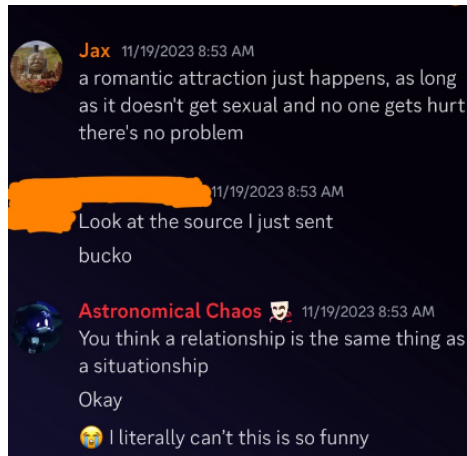 Jax 11/19/2023 8:53 AM
a romantic attraction just happens, as long
as it doesn't get sexual and no one gets hurt
there's no problem
11/19/2023 8:53 AM
Look at the source I just sent
bucko
Astronomical Chaos 11/19/2023 8:53 AM
You think a relationship is the same thing as
a situationship
Okay
😭 I literally can't this is so funny